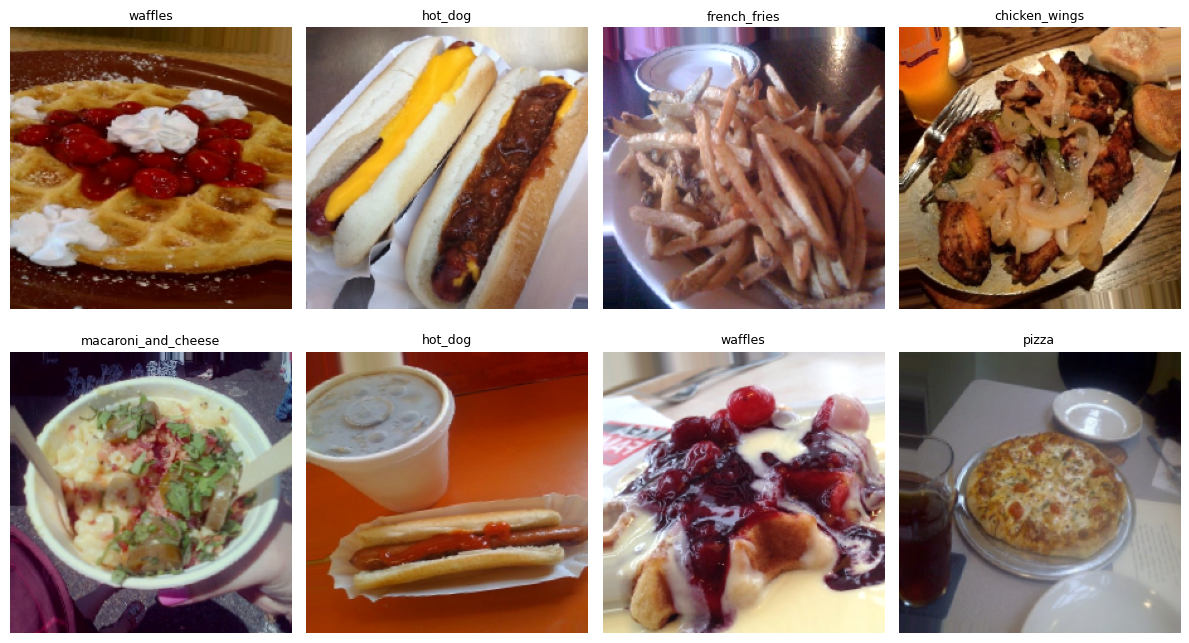 waffles
hot_dog
french_fries
chicken_wings
macaroni_and_cheese
hot_dog
waffles
pizza